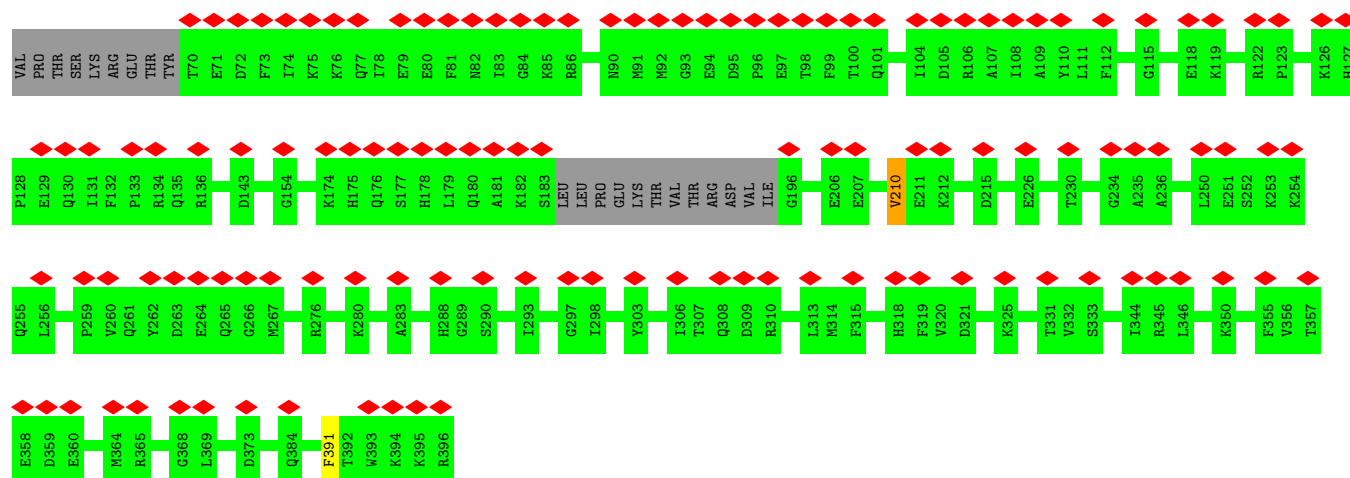 VAL PRO THR SER LYS ARG GLU THR TYR T70 E71 D72 F73 I74 K75 K76 Q77 I78 E79 E80 F81 N82 I83 G84 K85 R86 N90 M91 M92 G93 E94 D95 P96 E97 T98 F99 T100 Q101 I104 D105 R106 A107 I108 A109 Y110 L111 F112 G115 E118 K119 R122 P123 K126 H127
P128 E129 Q130 I131 F132 P133 R134 Q135 R136 D143 G154 K174 H175 Q176 S177 H178 L179 Q180 A181 K182 S183 LEU LEU PRO GLU LYS THR VAL THR ARG ASP VAL ILE G196 E206 E207 V210 E211 K212 D215 E226 T230 G234 A235 A236 L250 E251 S252 K253 K254
Q255 L256 P259 V260 Q261 Y262 D263 E264 Q265 G266 M267 R276 K280 A283 H288 G289 S290 I293 G297 I298 Y303 I306 T307 Q308 D309 R310 L313 M314 F315 H318 F319 V320 D321 K325 T331 V332 S333 I344 R345 L346 K350 F355 V356 T357
E358 D359 E360 M364 R365 G368 L369 D373 Q384 F391 T392 W393 K394 K395 R396